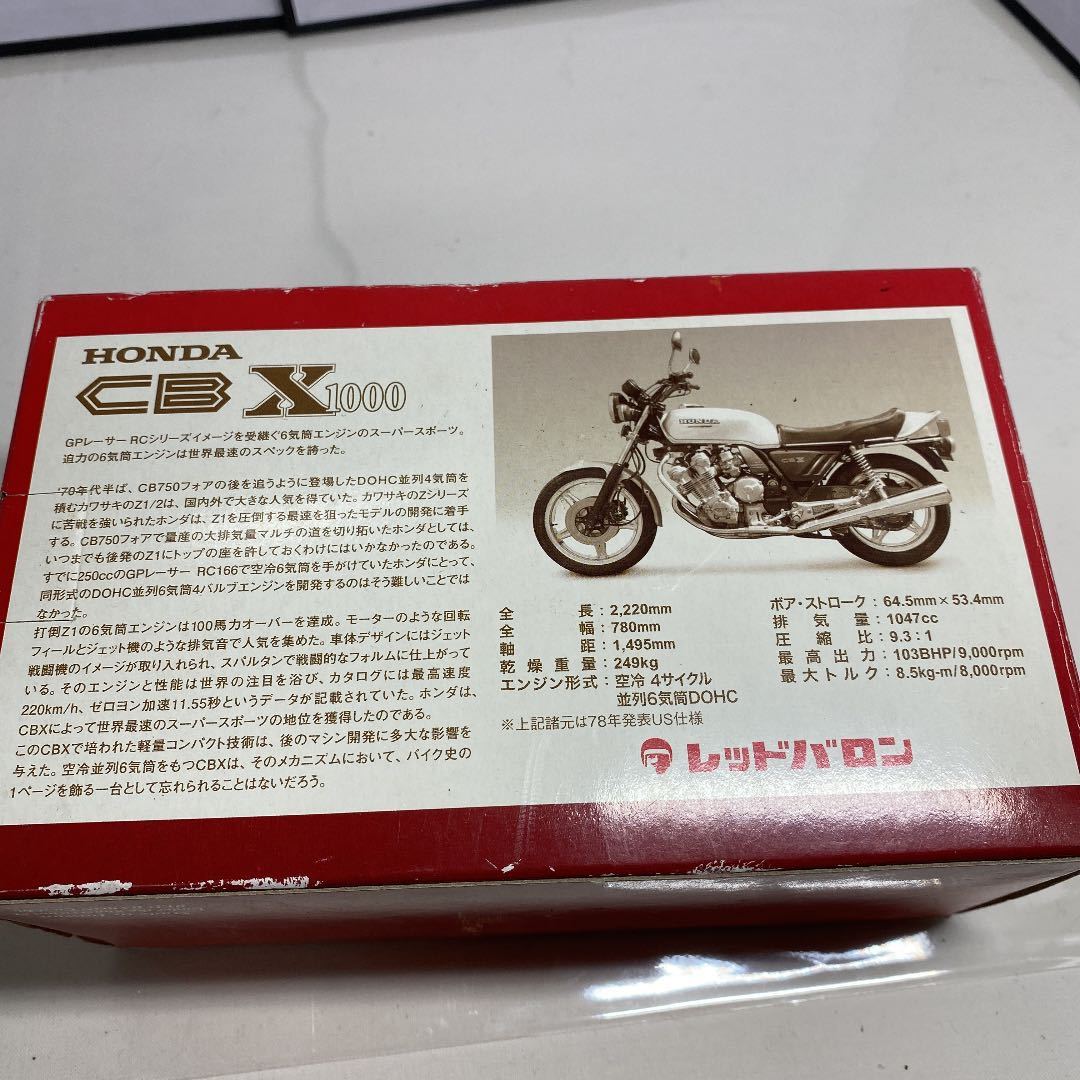 HONDA
CBX1000
GPレーサー RCシリーズイメージを受継ぐ6気筒エンジンのスーパースポーツ。
迫力の6気筒エンジンは世界最速のスペックを誇った。
'70年代半ば、CB750フォアの後を追うように登場したDOHC並列4気筒を
積むカワサキのZ1/2は、国内外で大きな人気を得ていた。カワサキのZシリーズ
に苦戦を強いられたホンダは、Z1を圧倒する最速を狙ったモデルの開発に着手
する。CB750フォアで量産の大排気量マルチの道を切り拓いたホンダとしては、
いつまでも後発のZ1にトップの座を許しておくわけにはいかなかったのである。
すでに250ccのGPレーサー RC166で空冷6気筒を手がけていたホンダにとって、
同形式のDOHC並列6気筒4バルブエンジンを開発するのはそう難しいことでは
なかった。
打倒Z1の6気筒エンジンは100馬力オーバーを達成。モーターのような回転
フィールとジェット機のような排気音で人気を集めた。車体デザインにはジェット
戦闘機のイメージが取り入れられ、スパルタンで戦闘的なフォルムに仕上がって
いる。そのエンジンと性能は世界の注目を浴び、カタログには最高速度
220km/h、ゼロヨン加速11.55秒というデータが記載されていた。ホンダは、
CBXによって世界最速のスーパースポーツの地位を獲得したのである。
このCBXで培われた軽量コンパクト技術は、後のマシン開発に多大な影響を
与えた。空冷並列6気筒をもつCBXは、そのメカニズムにおいて、バイク史の
1ページを飾る一台として忘れられることはないだろう。
HONDA
CBX
全長：2,220mm
全幅：780mm
軸距：1,495mm
乾燥重量：249kg
エンジン形式：空冷 4サイクル
並列6気筒DOHC
ボア・ストローク：64.5mm×53.4mm
排気量：1047cc
圧縮比：9.3：1
最高出力：103BHP/9,000rpm
最大トルク：8.5kg-m/8,000rpm
※上記諸元は78年発表US仕様
レッドバロン